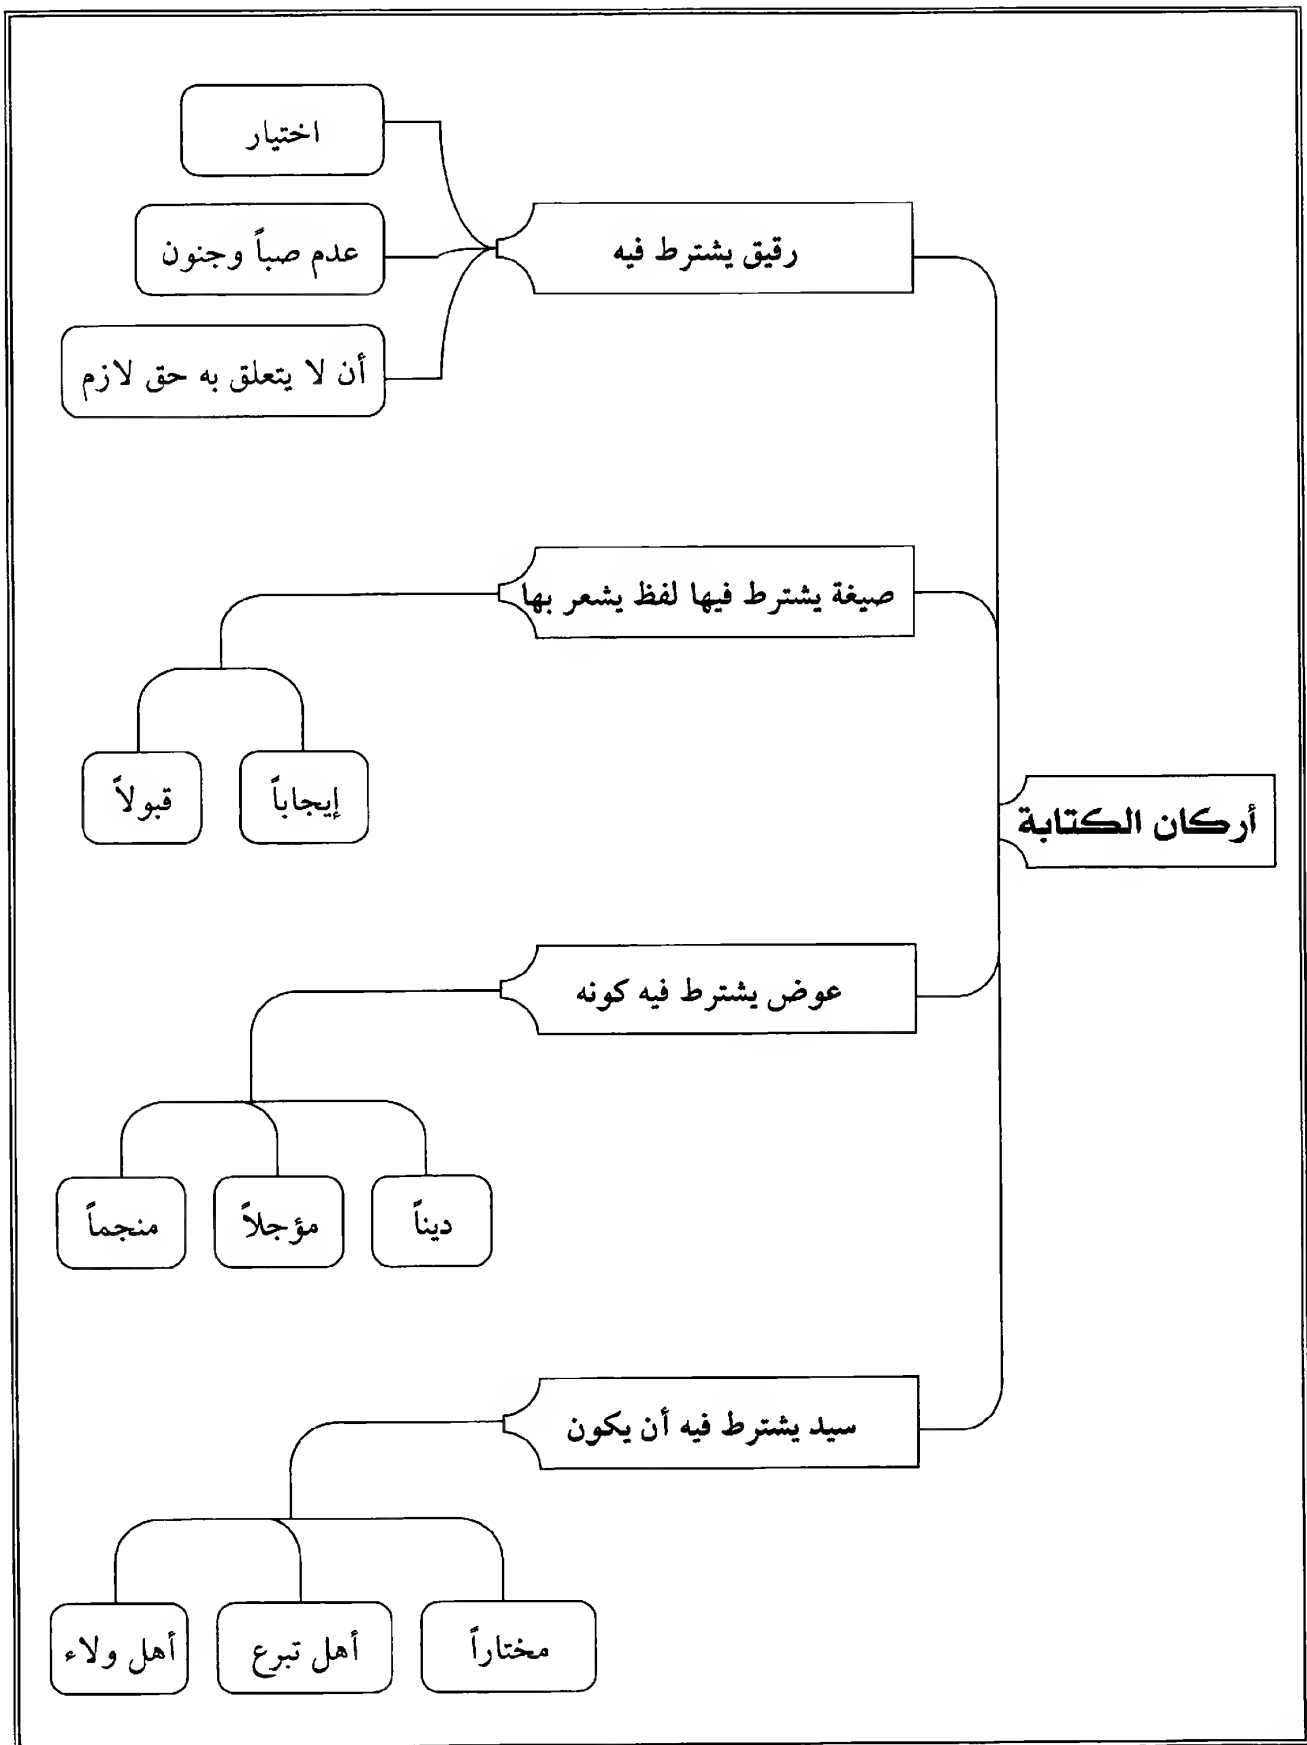 أركان الكتابة
رقيق يشترط فيه
اختيار
عدم صباً وجنون
أن لا يتعلق به حق لازم
صيغة يشترط فيها لفظ يشعر بها
إيجاباً
قبولاً
عوض يشترط فيه كونه
ديناً
مؤجلاً
منجماً
سيد يشترط فيه أن يكون
مختاراً
أهل تبرع
أهل ولاء